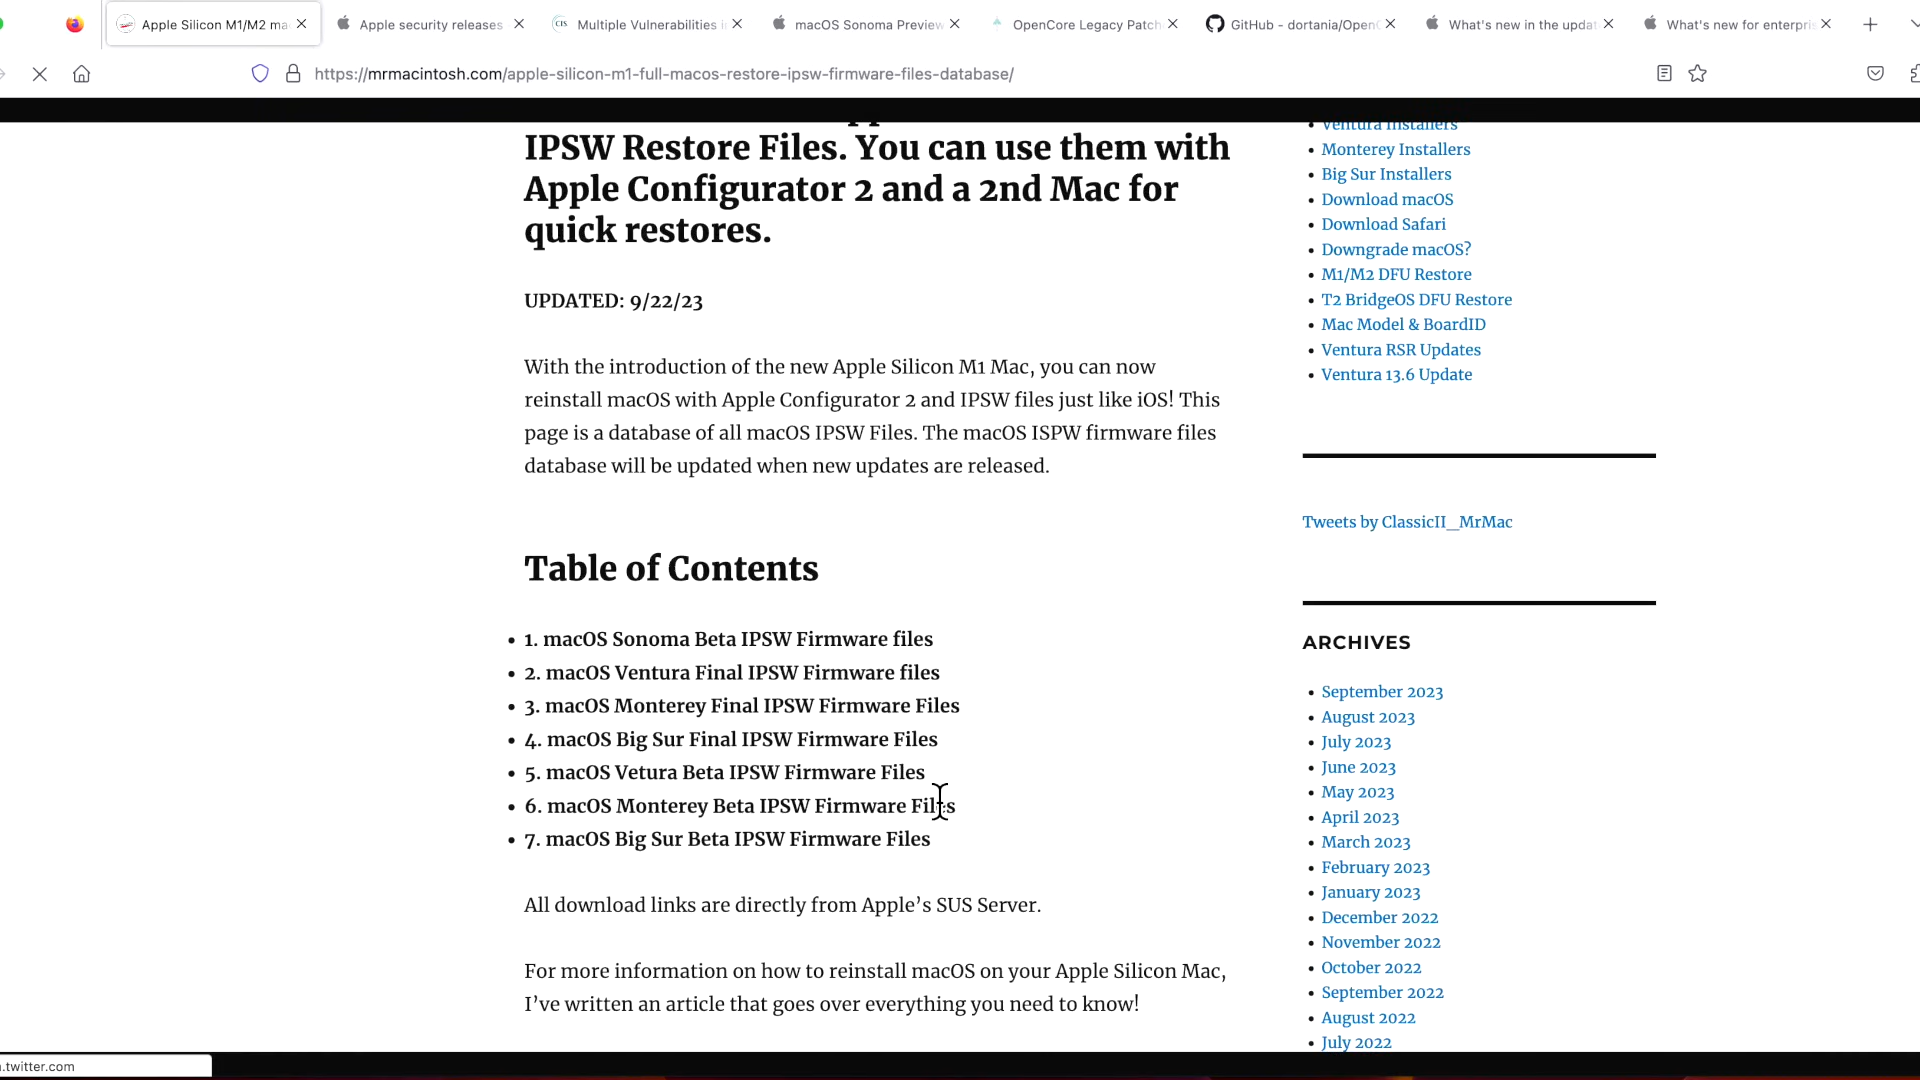 Apple Silicon M1/M2 ma
Apple security releases
CIS
Multiple Vulnerabilities i
macOS Sonoma Preview
OpenCore Legacy Patch
GitHub - dortania/Open
What's new in the updat
What's new for enterpri
https://mrmacintosh.com/apple-silicon-m1-full-macos-restore-ipsw-firmware-files-database/
IPSW Restore Files. You can use them with
Apple Configurator 2 and a 2nd Mac for
quick restores.
UPDATED: 9/22/23
With the introduction of the new Apple Silicon M1 Mac, you can now
reinstall macOS with Apple Configurator 2 and IPSW files just like iOS! This
page is a database of all macOS IPSW Files. The macOS ISPW firmware files
database will be updated when new updates are released.
Table of Contents
• 1. macOS Sonoma Beta IPSW Firmware files
• 2. macOS Ventura Final IPSW Firmware files
• 3. macOS Monterey Final IPSW Firmware Files
• 4. macOS Big Sur Final IPSW Firmware Files
• 5. macOS Vetura Beta IPSW Firmware Files
• 6. macOS Monterey Beta IPSW Firmware Files
• 7. macOS Big Sur Beta IPSW Firmware Files
All download links are directly from Apple’s SUS Server.
For more information on how to reinstall macOS on your Apple Silicon Mac,
I’ve written an article that goes over everything you need to know!
• Ventura Installers
• Monterey Installers
• Big Sur Installers
• Download macOS
• Download Safari
• Downgrade macOS?
• M1/M2 DFU Restore
• T2 BridgeOS DFU Restore
• Mac Model & BoardID
• Ventura RSR Updates
• Ventura 13.6 Update
Tweets by ClassicII_MrMac
ARCHIVES
• September 2023
• August 2023
• July 2023
• June 2023
• May 2023
• April 2023
• March 2023
• February 2023
• January 2023
• December 2022
• November 2022
• October 2022
• September 2022
• August 2022
• July 2022
.twitter.com